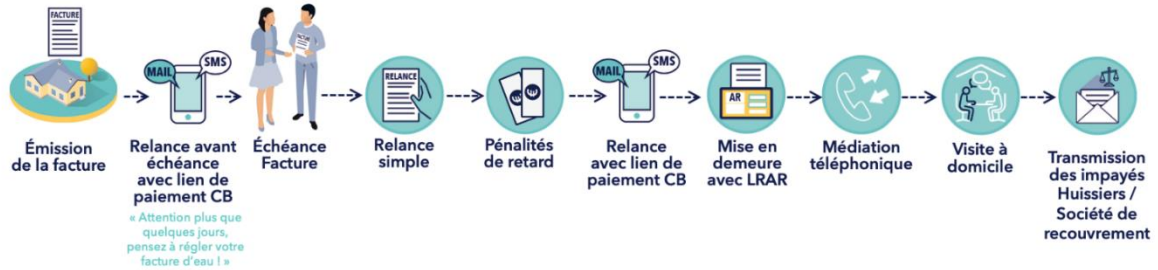 FACTURE
Émission
de la facture
MAIL
SMS
Relance avant
échéance
avec lien de
paiement CB
« Attention plus que
quelques jours,
pensez à régler votre
facture d'eau ! »
FACTURE
Échéance
Facture
RELANCE
Relance
simple
Pénalités
de retard
MAIL
SMS
Relance
avec lien de
paiement CB
AR
Mise en
demeure
avec LRAR
Médiation
téléphonique
Visite à
domicile
Transmission
des impayés
Huissiers /
Société de
recouvrement